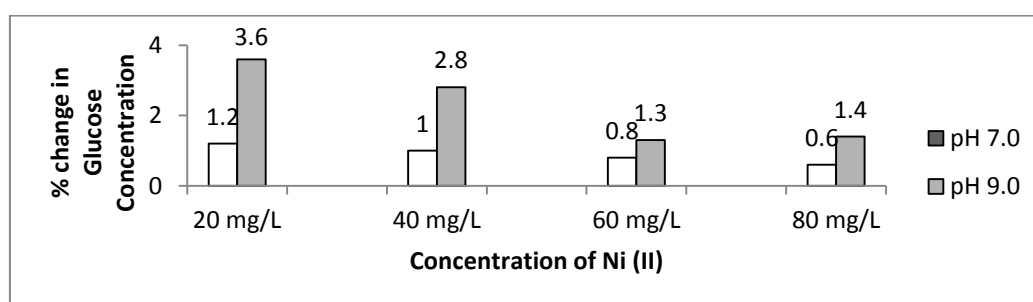 % change in
Glucose
Concentration
4
2
0
1.2
3.6
1
2.8
0.8
1.3
0.6
1.4
20 mg/L
40 mg/L
60 mg/L
80 mg/L
Concentration of Ni (II)
pH 7.0
pH 9.0